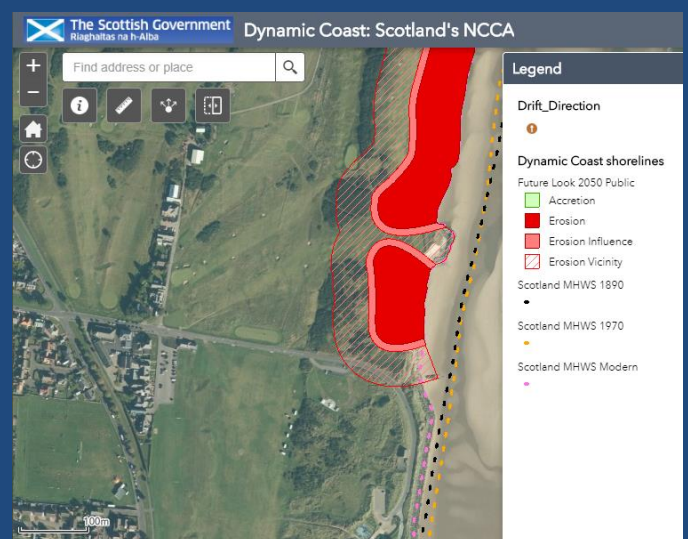 The Scottish Government
Riaghaltas na h-Alba
Dynamic Coast: Scotland's NCCA
+
Find address or place
−
i
Legend
Drift_Direction
Dynamic Coast shorelines
Future Look 2050 Public
Accretion
Erosion
Erosion Influence
Erosion Vicinity
Scotland MHWS 1890
Scotland MHWS 1970
Scotland MHWS Modern
100m